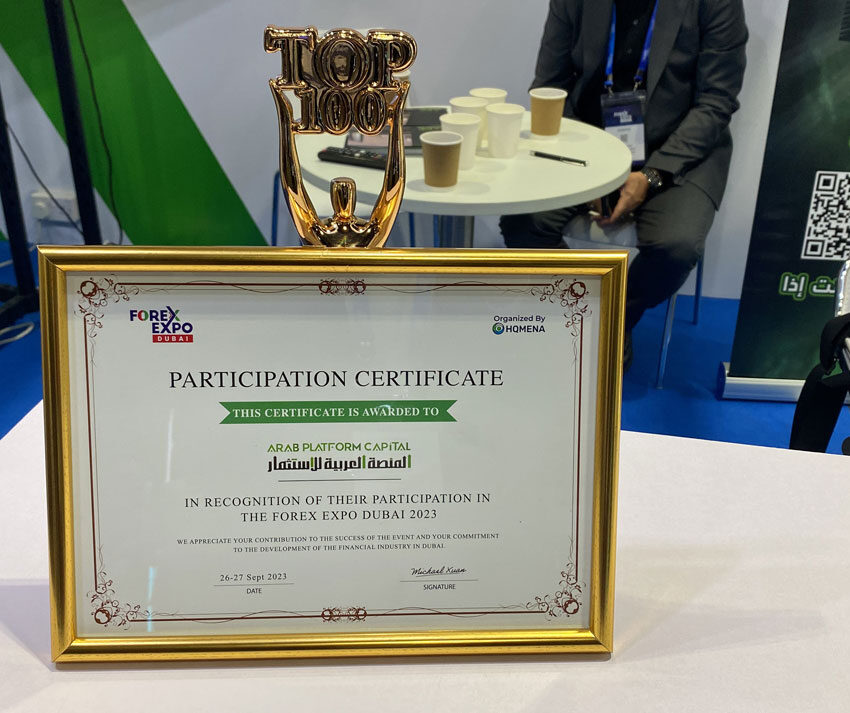 TOP
100
FOREX
EXPO
DUBAI
Organized By
HQMENA
PARTICIPATION CERTIFICATE
THIS CERTIFICATE IS AWARDED TO
ARAB PLATFORM CAPITAL
المنصة العربية للاستثمار
IN RECOGNITION OF THEIR PARTICIPATION IN
THE FOREX EXPO DUBAI 2023
WE APPRECIATE YOUR CONTRIBUTION TO THE SUCCESS OF THE EVENT AND YOUR COMMITMENT
TO THE DEVELOPMENT OF THE FINANCIAL INDUSTRY IN DUBAI.
26-27 Sept 2023
DATE
Michael Xuan
SIGNATURE
إذا